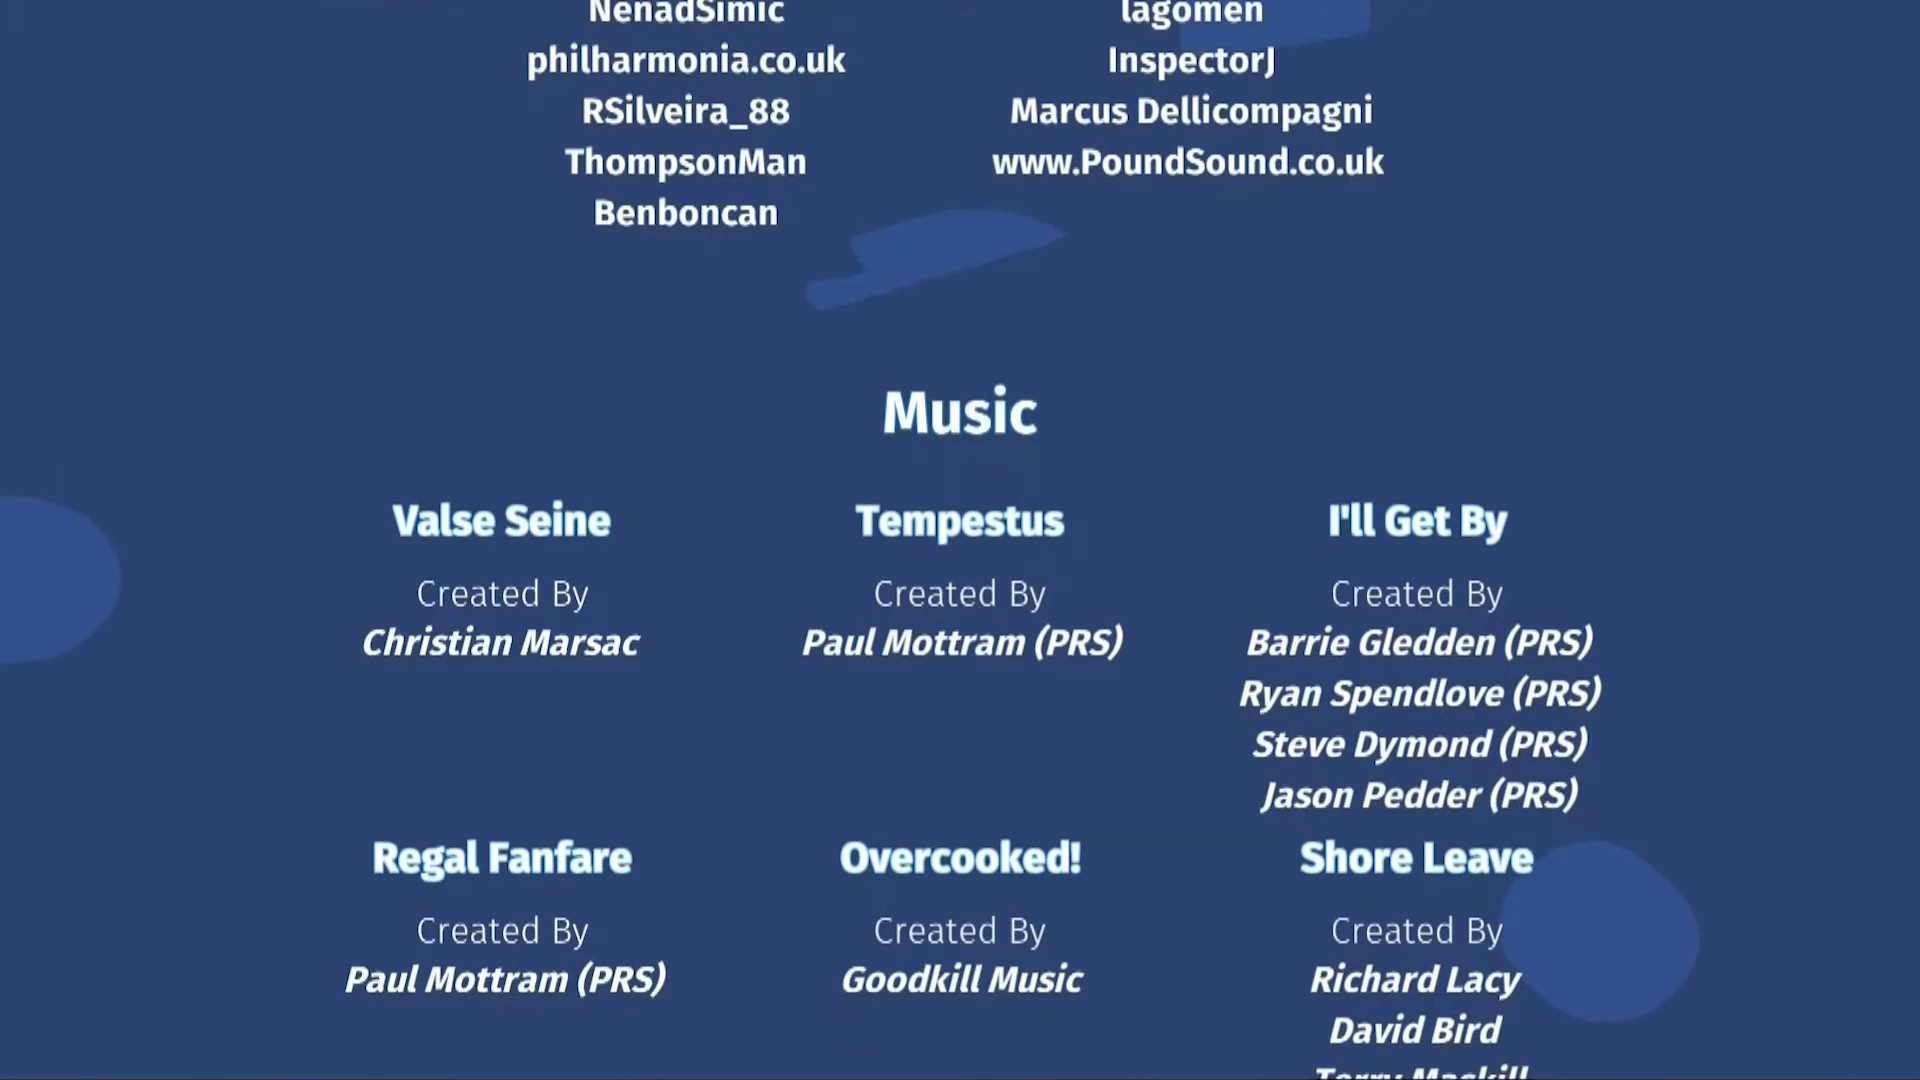 NenadSimic
lagomen
philharmonia.co.uk
InspectorJ
RSilveira_88
Marcus Dellicompagni
ThompsonMan
www.PoundSound.co.uk
Benboncan
Music
Valse Seine
Tempestus
I'll Get By
Created By
Created By
Created By
Christian Marsac
Paul Mottram (PRS)
Barrie Gledden (PRS)
Ryan Spendlove (PRS)
Steve Dymond (PRS)
Jason Pedder (PRS)
Regal Fanfare
Overcooked!
Shore Leave
Created By
Created By
Created By
Paul Mottram (PRS)
Goodkill Music
Richard Lacy
David Bird